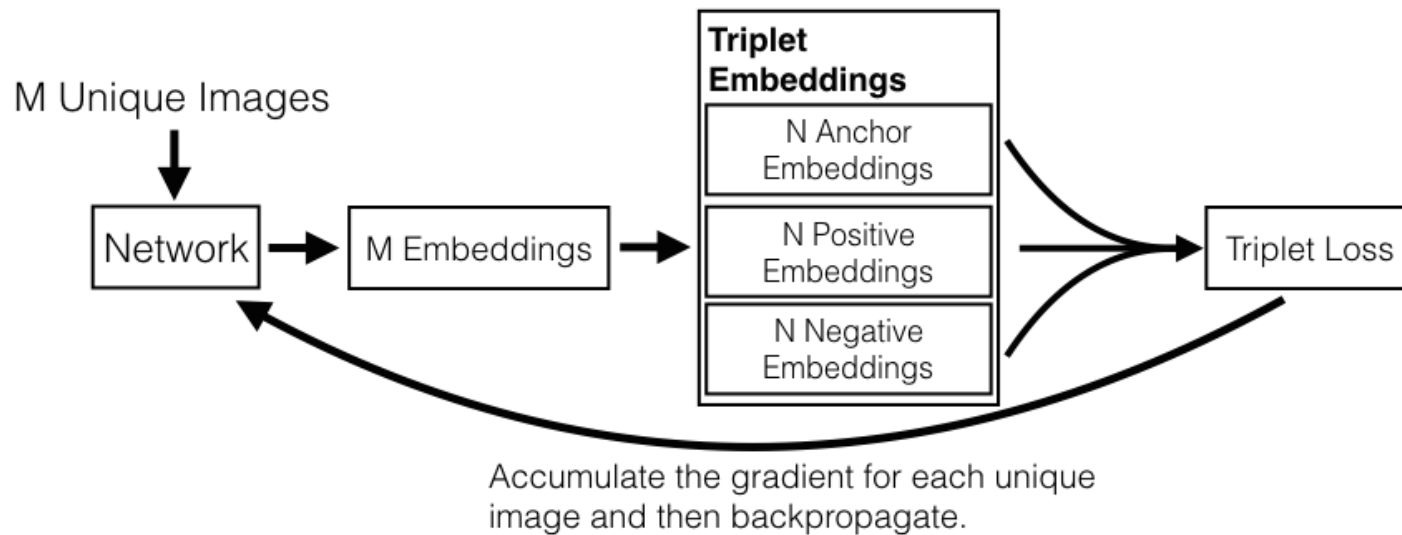 M Unique Images
Network
M Embeddings
Triplet
Embeddings
N Anchor
Embeddings
N Positive
Embeddings
N Negative
Embeddings
Triplet Loss
Accumulate the gradient for each unique
image and then backpropagate.